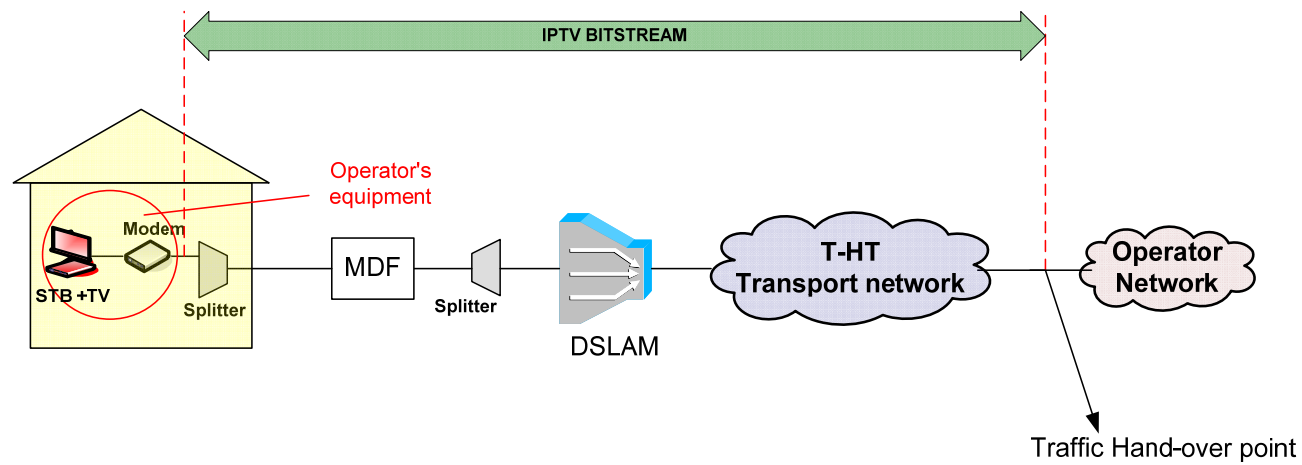 IPTV BITSTREAM
Operator's
equipment
Modem
STB +TV
Splitter
MDF
Splitter
DSLAM
T-HT
Transport network
Operator
Network
Traffic Hand-over point